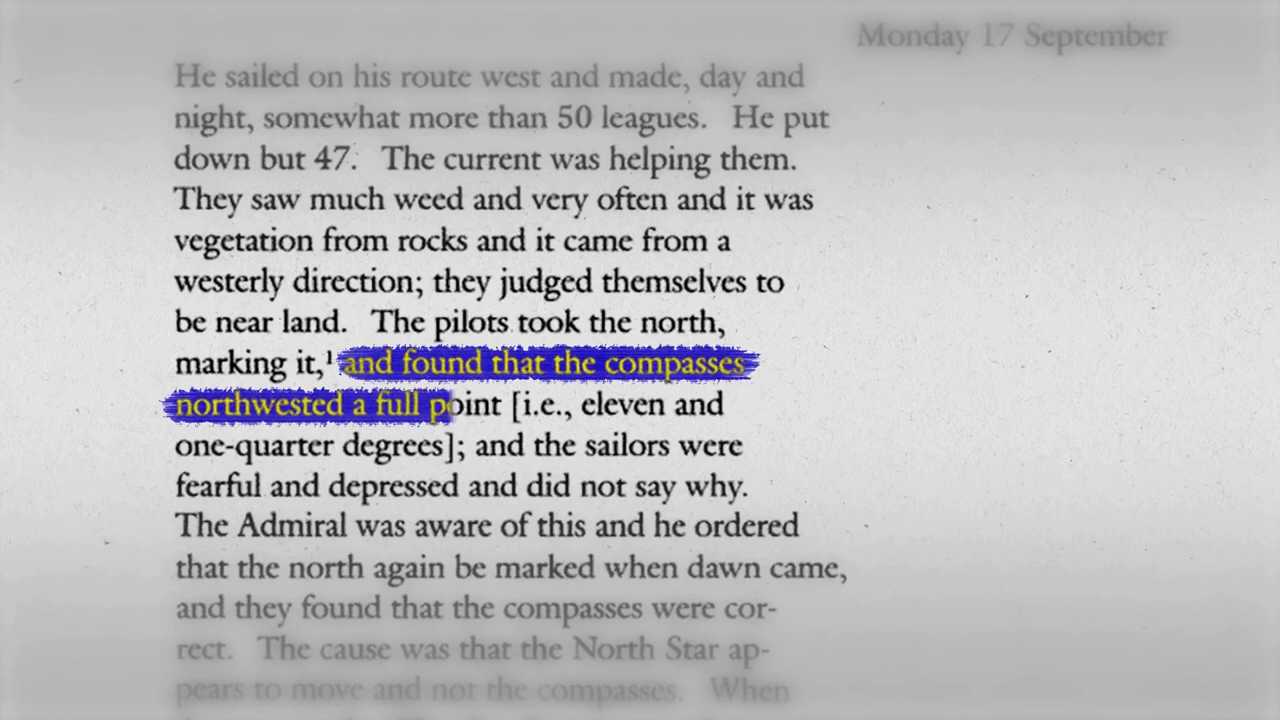 Monday 17 September
He sailed on his route west and made, day and
night, somewhat more than 50 leagues. He put
down but 47. The current was helping them.
They saw much weed and very often and it was
vegetation from rocks and it came from a
westerly direction; they judged themselves to
be near land. The pilots took the north,
marking it,¹ and found that the compasses
northwested a full point [i.e., eleven and
one-quarter degrees]; and the sailors were
fearful and depressed and did not say why.
The Admiral was aware of this and he ordered
that the north again be marked when dawn came,
and they found that the compasses were cor-
rect. The cause was that the North Star ap-
pears to move and not the compasses. When